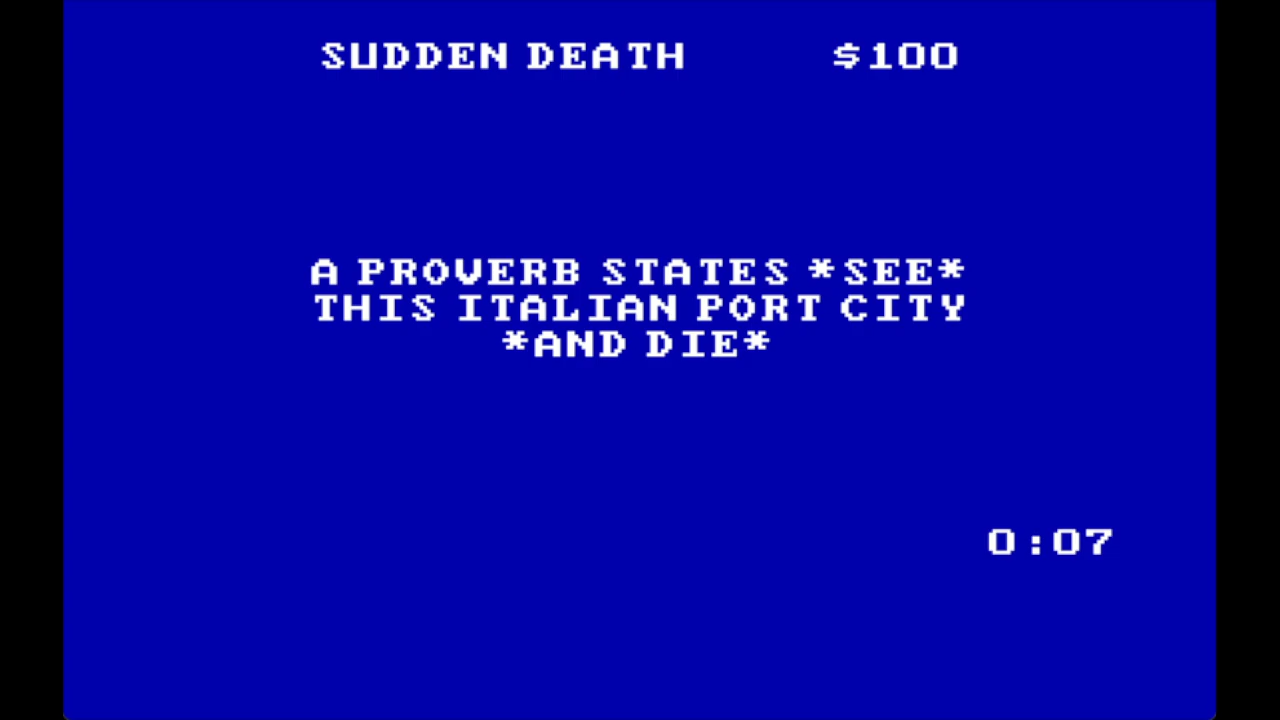 SUDDEN DEATH $100
A PROVERB STATES *SEE*
THIS ITALIAN PORT CITY
*AND DIE*
0:07